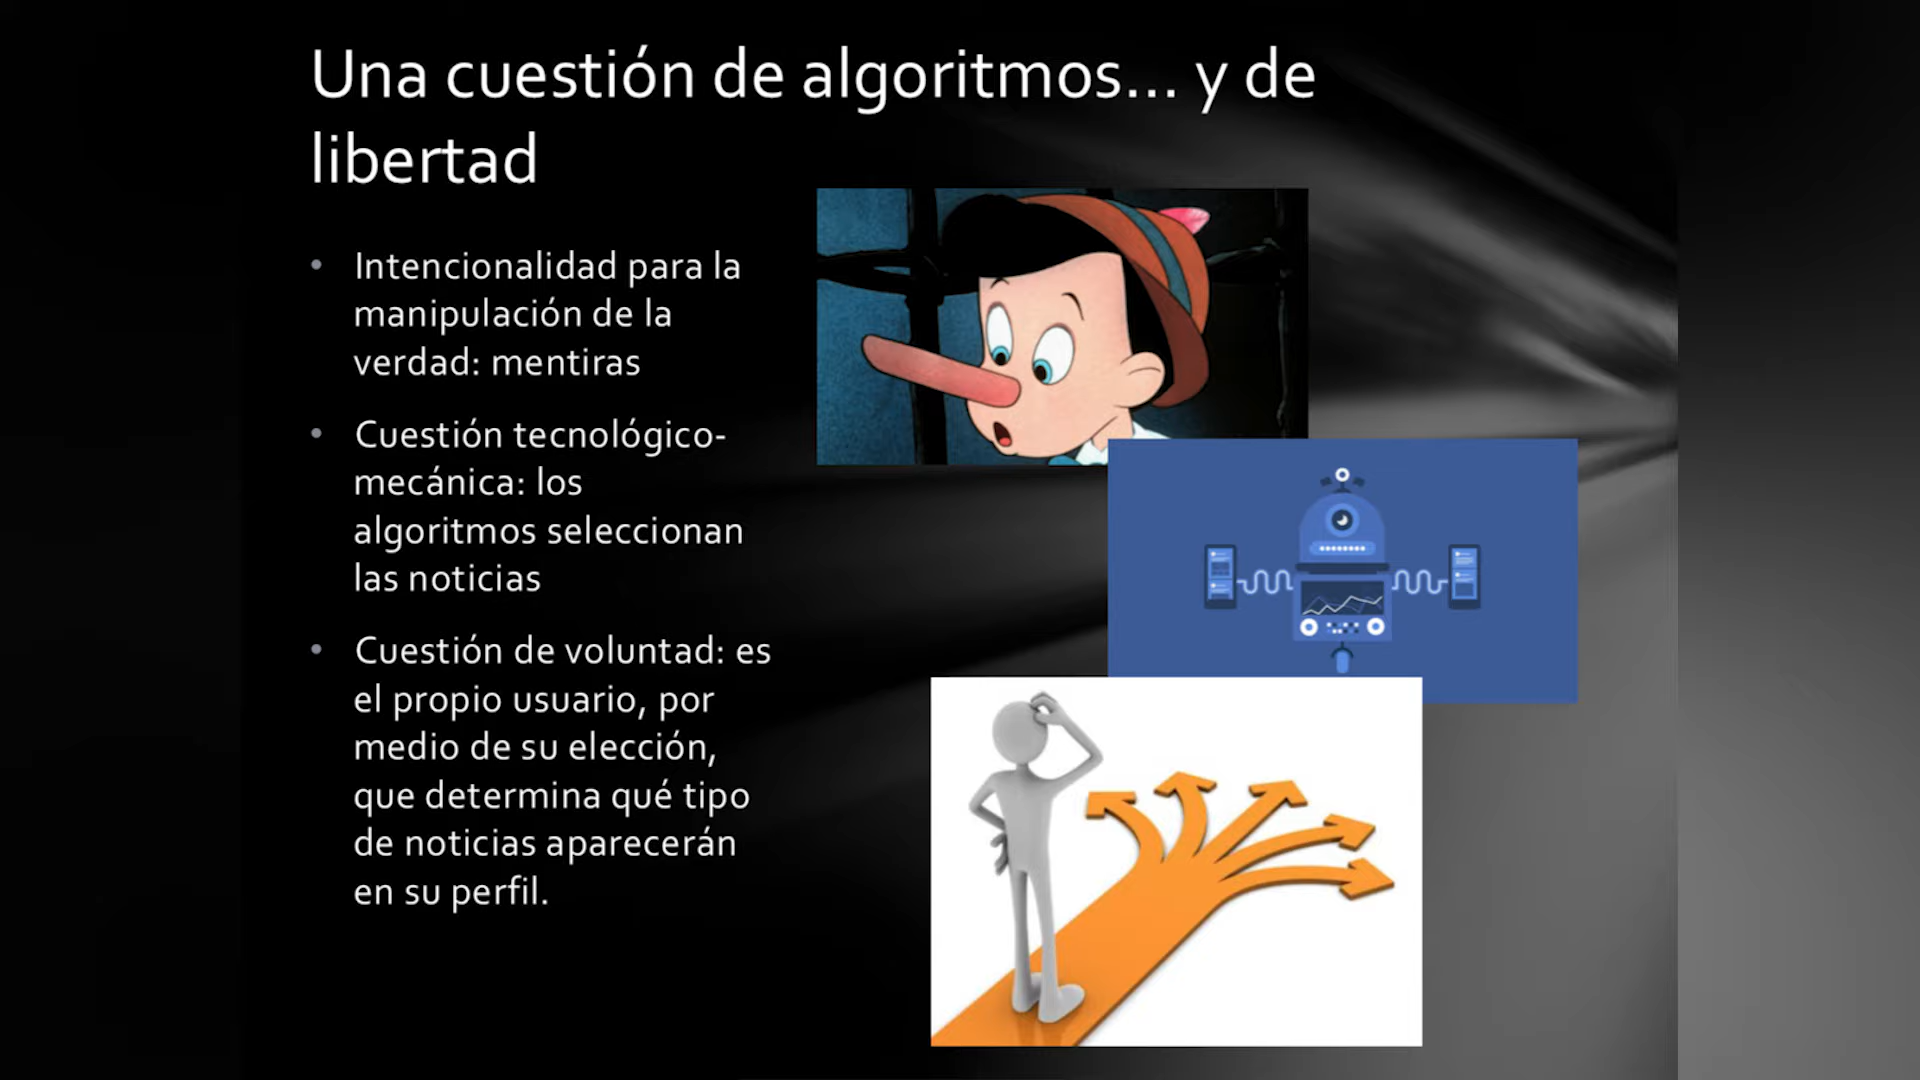 Una cuestión de algoritmos... y de
libertad
• Intencionalidad para la
manipulación de la
verdad: mentiras
• Cuestión tecnológico-
mecánica: los
algoritmos seleccionan
las noticias
• Cuestión de voluntad: es
el propio usuario, por
medio de su elección,
que determina qué tipo
de noticias aparecerán
en su perfil.